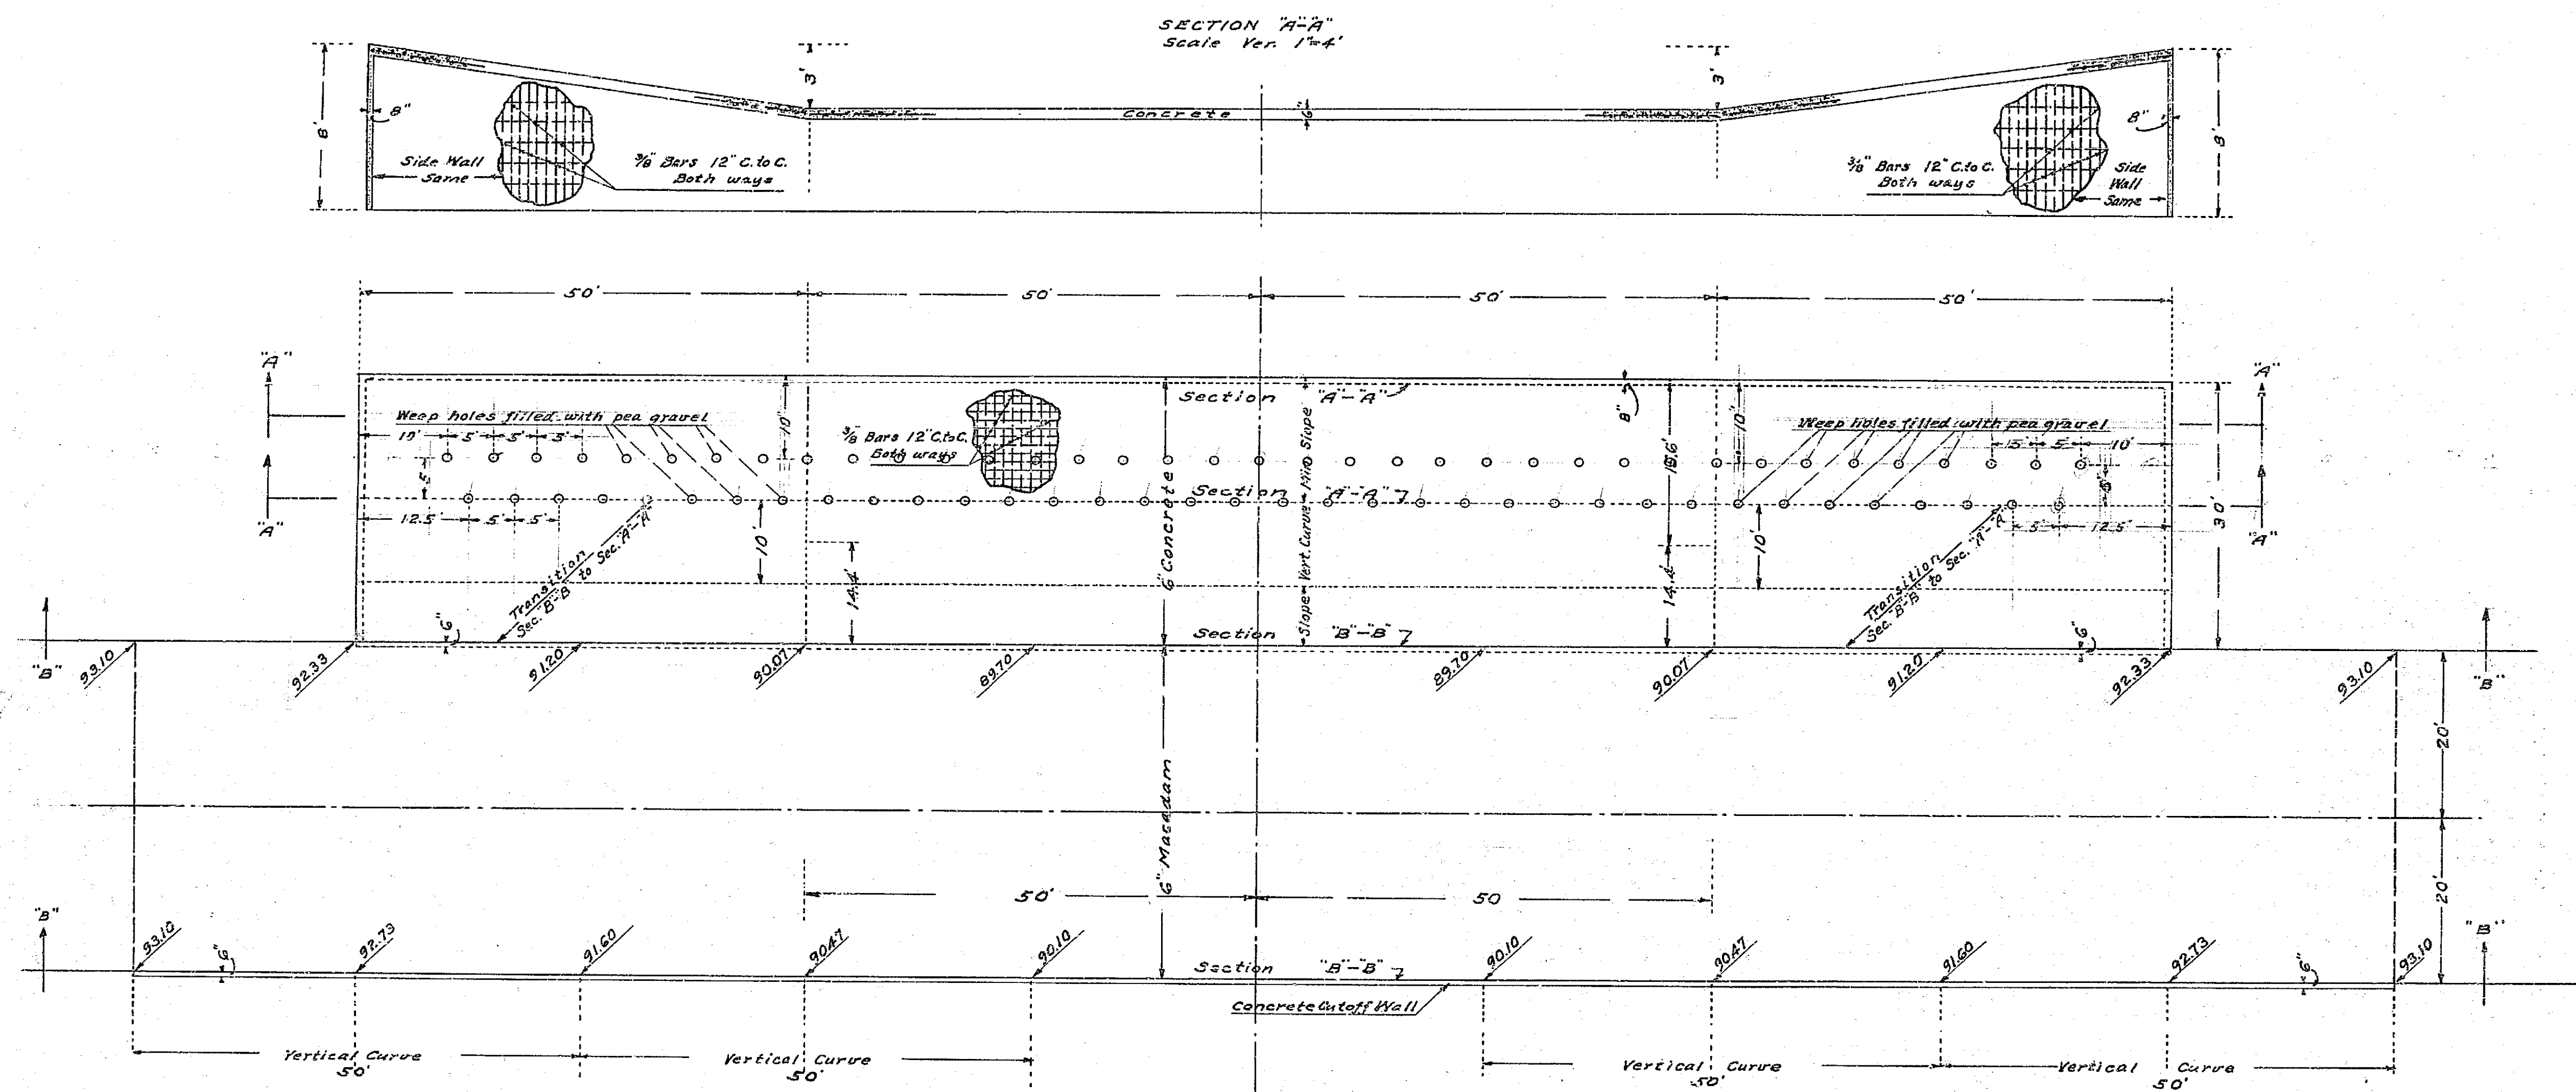 SECTION "A-A"
Scale Ver. 1"=4'
3'
3'
8'
8"
Concrete
6"
8"
8'
Side Wall
Same
3/8" Bars 12" C. to C.
Both ways
3/8" Bars 12" C. to C.
Both ways
Side
Wall
Same
50'
50'
50'
50'
"A"
"A"
Section "A"-"A"
8"
Weep holes filled with pea gravel
10'
5'
5'
5'
10'
3/8" Bars 12" C. to C.
Both ways
15.6'
10'
Weep holes filled with pea gravel
5'
5'
10'
5'
Section "A"-"A"
5'
12.5'
5'
5'
5'
12.5'
"A"
"A"
30'
Transition
Sec. "B"-"B" to Sec. "A"-"A"
10'
14.4'
6" Concrete
Slope - Vert. Curve - Min. Slope
14.4'
10'
Transition
Sec. "B"-"B" to Sec. "A"-"A"
6"
Section "B"-"B"
6"
"B"
93.10
92.33
91.20
90.07
89.70
89.70
90.07
91.20
92.33
93.10
"B"
20'
6" Macadam
50'
50
20'
"B"
93.10
6"
92.73
91.60
90.47
90.10
Section "B"-"B"
90.10
90.47
91.60
92.73
6"
93.10
"B"
Concrete Cutoff Wall
Vertical Curve
50'
Vertical Curve
50'
Vertical Curve
50'
Vertical Curve
50'